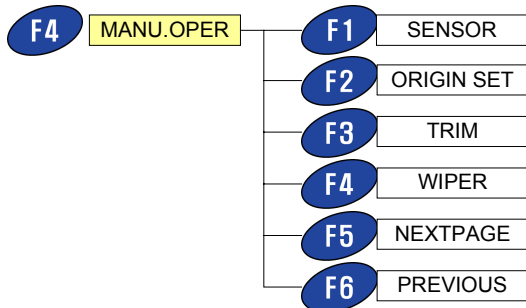 F4 MANU.OPER F1 SENSOR
F2 ORIGIN SET
F3 TRIM
F4 WIPER
F5 NEXTPAGE
F6 PREVIOUS